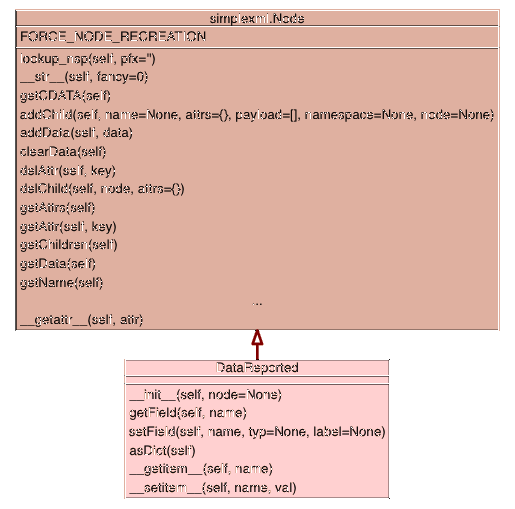 simplexml.Node
FORCE_NODE_RECREATION
lookup_nsp(self, pfx='')
__str__(self, fancy=0)
getCDATA(self)
addChild(self, name=None, attrs={}, payload=[], namespace=None, node=None)
addData(self, data)
clearData(self)
delAttr(self, key)
delChild(self, node, attrs={})
getAttrs(self)
getAttr(self, key)
getChildren(self)
getData(self)
getName(self)
...
__getattr__(self, attr)
DataReported
__init__(self, node=None)
getField(self, name)
setField(self, name, typ=None, label=None)
asDict(self)
__getitem__(self, name)
__setitem__(self, name, val)